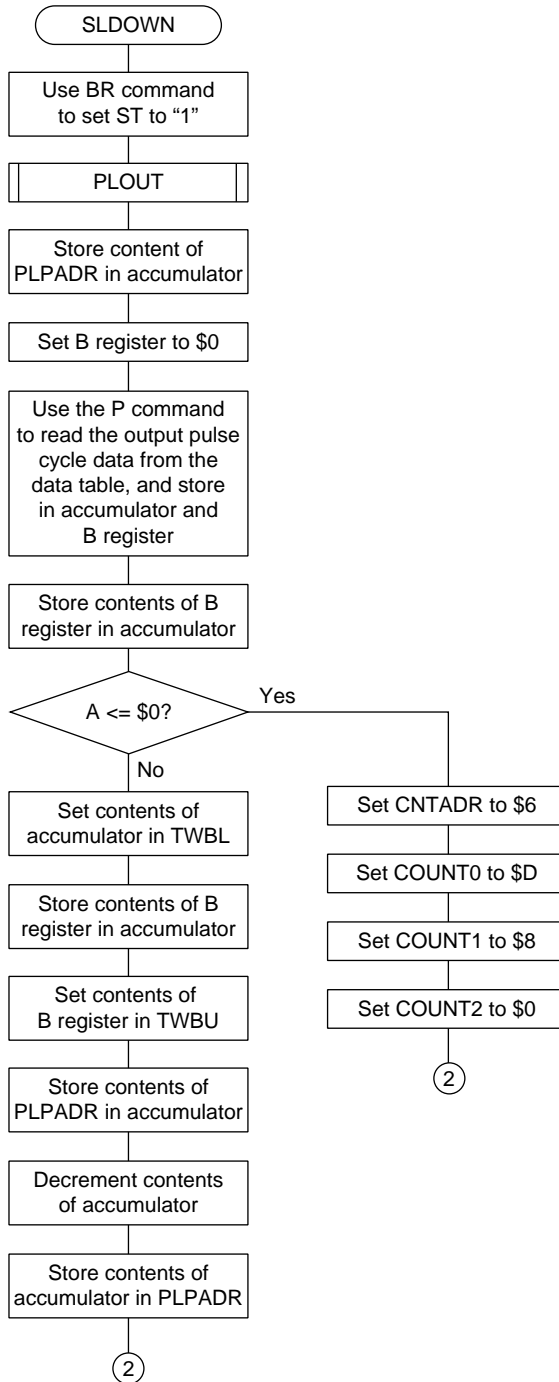 SLDOWN
Use BR command
to set ST to “1”
PLOUT
Store content of
PLPADR in accumulator
Set B register to $0
Use the P command
to read the output pulse
cycle data from the
data table, and store
in accumulator and
B register
Store contents of B
register in accumulator
A <= $0?
Yes
No
Set contents of
accumulator in TWBL
Store contents of B
register in accumulator
Set contents of
B register in TWBU
Store contents of
PLPADR in accumulator
Decrement contents
of accumulator
Store contents of
accumulator in PLPADR
2
Set CNTADR to $6
Set COUNT0 to $D
Set COUNT1 to $8
Set COUNT2 to $0
2